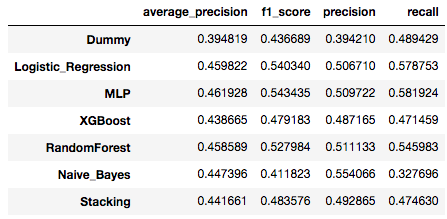 average_precision f1_score precision recall
Dummy 0.394819 0.436689 0.394210 0.489429
Logistic_Regression 0.459822 0.540340 0.506710 0.578753
MLP 0.461928 0.543435 0.509722 0.581924
XGBoost 0.438665 0.479183 0.487165 0.471459
RandomForest 0.458589 0.527984 0.511133 0.545983
Naive_Bayes 0.447396 0.411823 0.554066 0.327696
Stacking 0.441661 0.483576 0.492865 0.474630